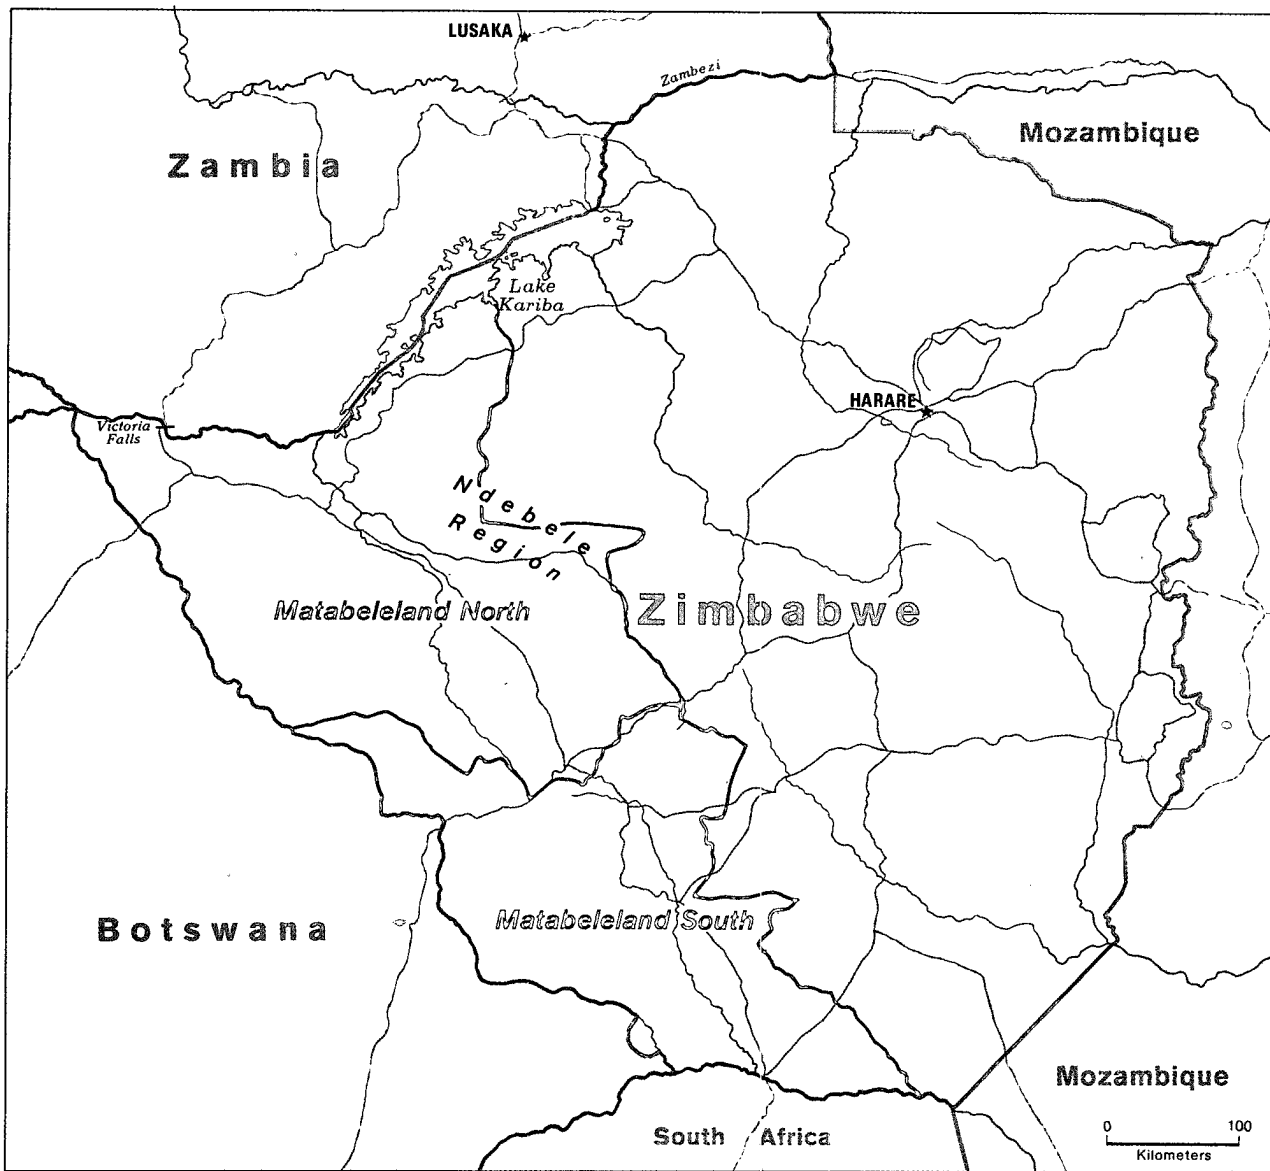 LUSAKA
Zambezi
Mozambique
Zambia
Lake
Kariba
HARARE
Victoria
Falls
Ndebele
Region
Matabeleland North
Zimbabwe
Botswana
Matabeleland South
Mozambique
South Africa
0 100
Kilometers